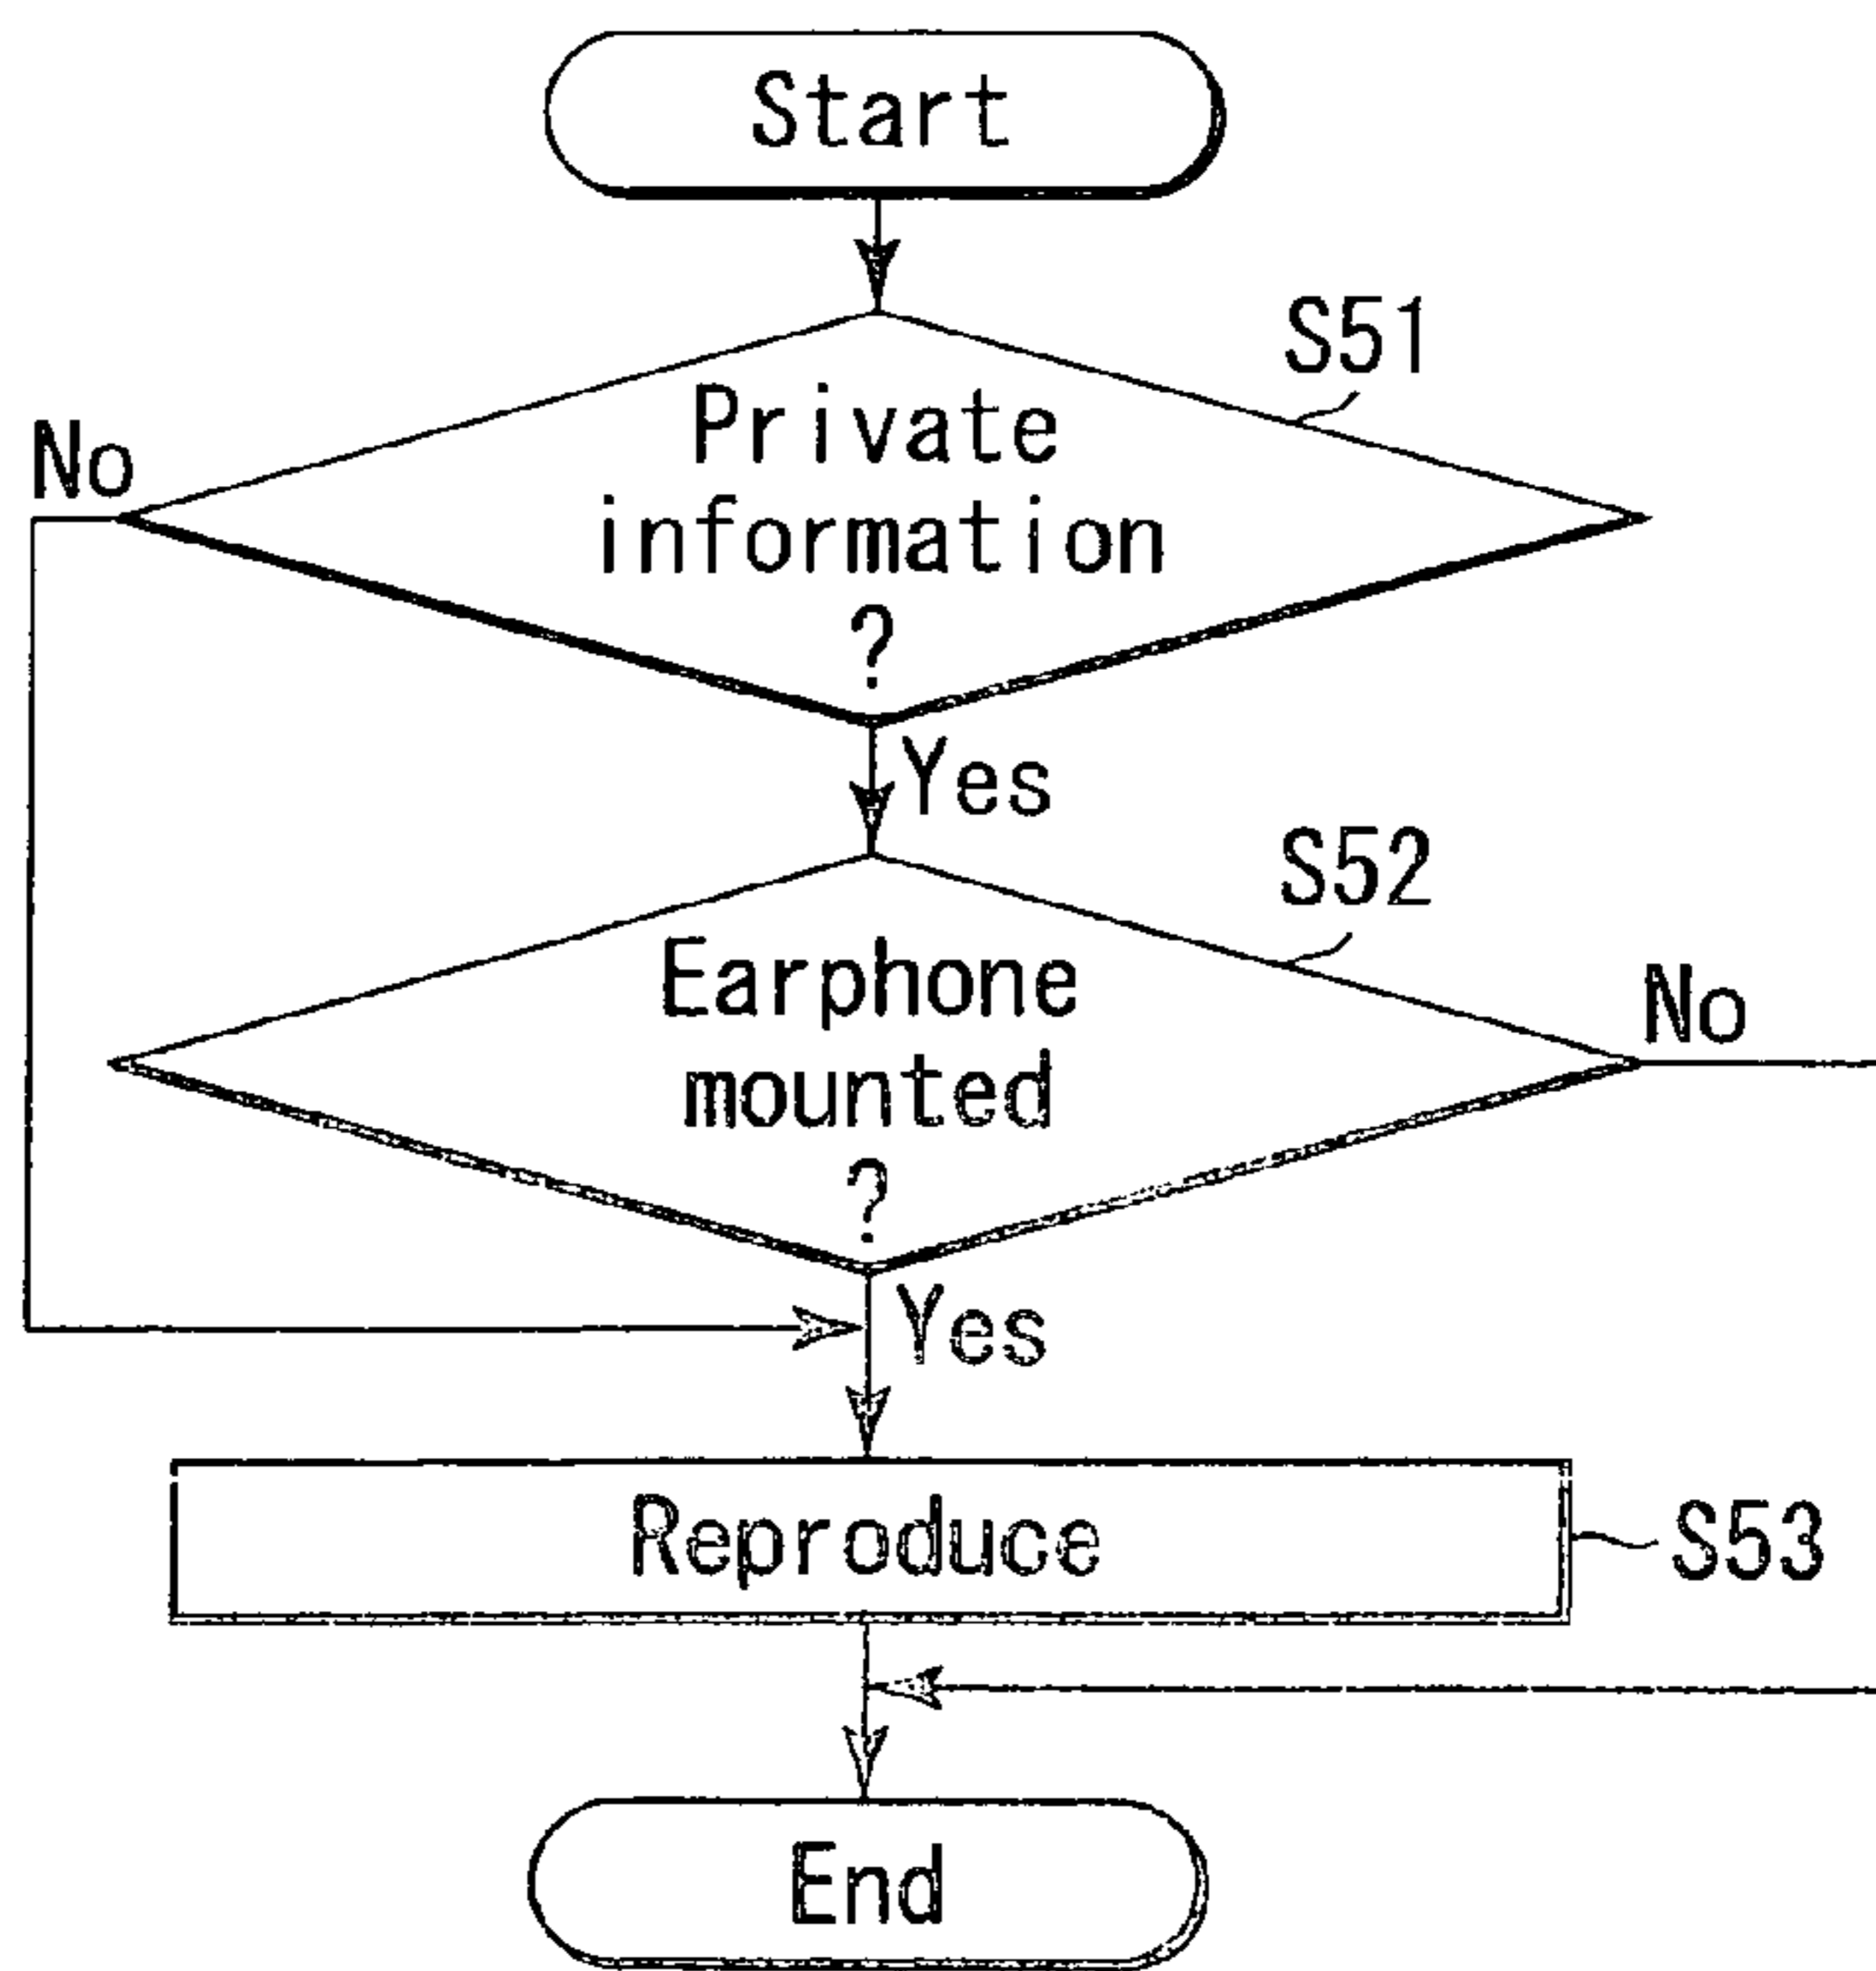 Start
S51
Private
information
?
No
Yes
S52
Earphone
mounted
?
No
Yes
Reproduce
S53
End